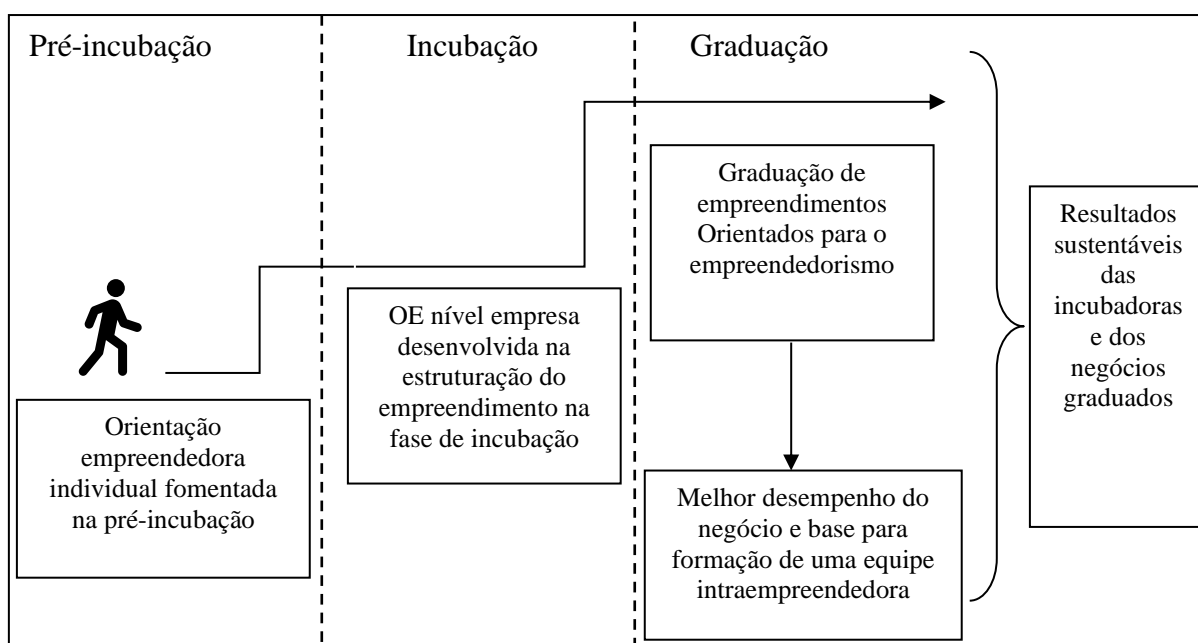 Pré-incubação
Incubação
Graduação
Orientação
empreendedora
individual fomentada
na pré-incubação
OE nível empresa
desenvolvida na
estruturação do
empreendimento na
fase de incubação
Graduação de
empreendimentos
Orientados para o
empreendedorismo
Melhor desempenho do
negócio e base para
formação de uma equipe
intraempreendedora
Resultados
sustentáveis
das
incubadoras
e dos
negócios
graduados